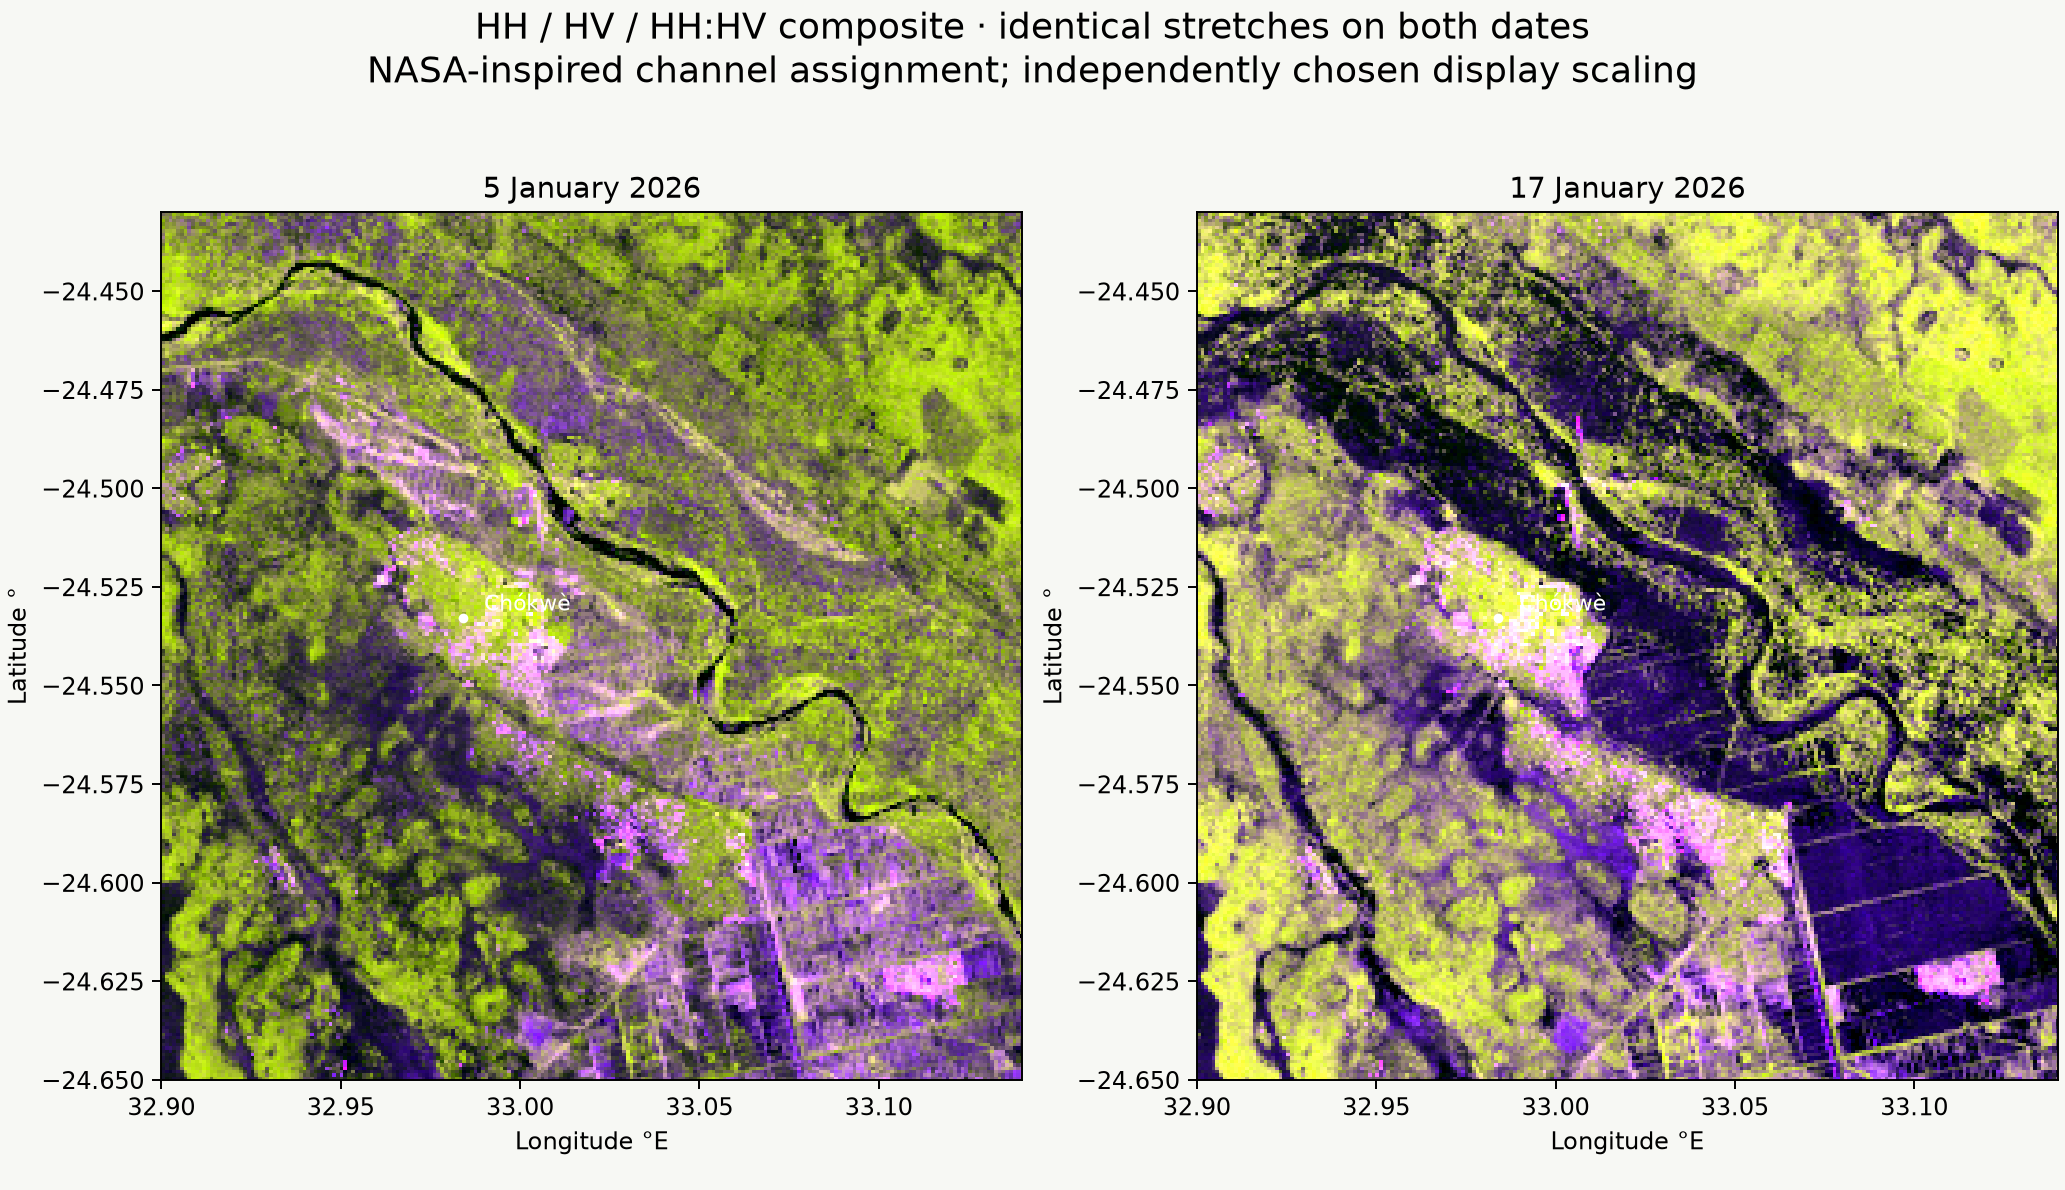 HH / HV / HH:HV composite · identical stretches on both dates
NASA-inspired channel assignment; independently chosen display scaling
5 January 2026
−24.450
−24.475
−24.500
−24.525
−24.550
−24.575
−24.600
−24.625
−24.650
Latitude °
Chókwè
32.90
32.95
33.00
33.05
33.10
Longitude °E
17 January 2026
−24.450
−24.475
−24.500
−24.525
−24.550
−24.575
−24.600
−24.625
−24.650
Latitude °
Chókwè
32.90
32.95
33.00
33.05
33.10
Longitude °E